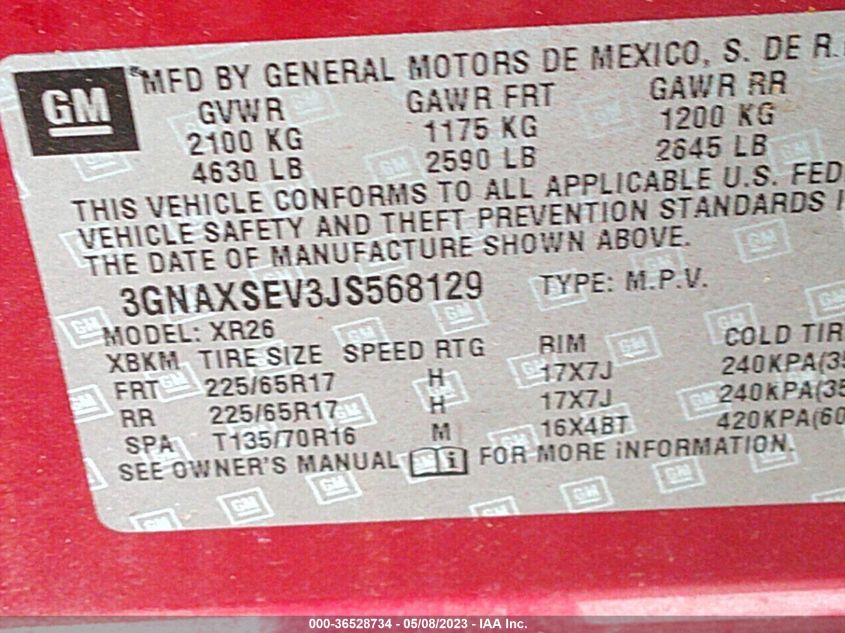 GM
MFD BY GENERAL MOTORS DE MEXICO, S. DE R.
GVWR GAWR FRT GAWR RR
2100 KG 1175 KG 1200 KG
4630 LB 2590 LB 2645 LB
THIS VEHICLE CONFORMS TO ALL APPLICABLE U.S. FED
VEHICLE SAFETY AND THEFT PREVENTION STANDARDS
THE DATE OF MANUFACTURE SHOWN ABOVE.
3GNAXSEV3JS568129 TYPE: M.P.V.
MODEL: XR26
XBKM TIRE SIZE SPEED RTG RIM COLD TIR
FRT 225/65R17 H 17X7J 240KPA(35
RR 225/65R17 H 17X7J 240KPA(35
SPA T135/70R16 M 16X4BT 420KPA(60
SEE OWNER'S MANUAL i FOR MORE INFORMATION.
000-36528734 - 05/08/2023 - IAA Inc.